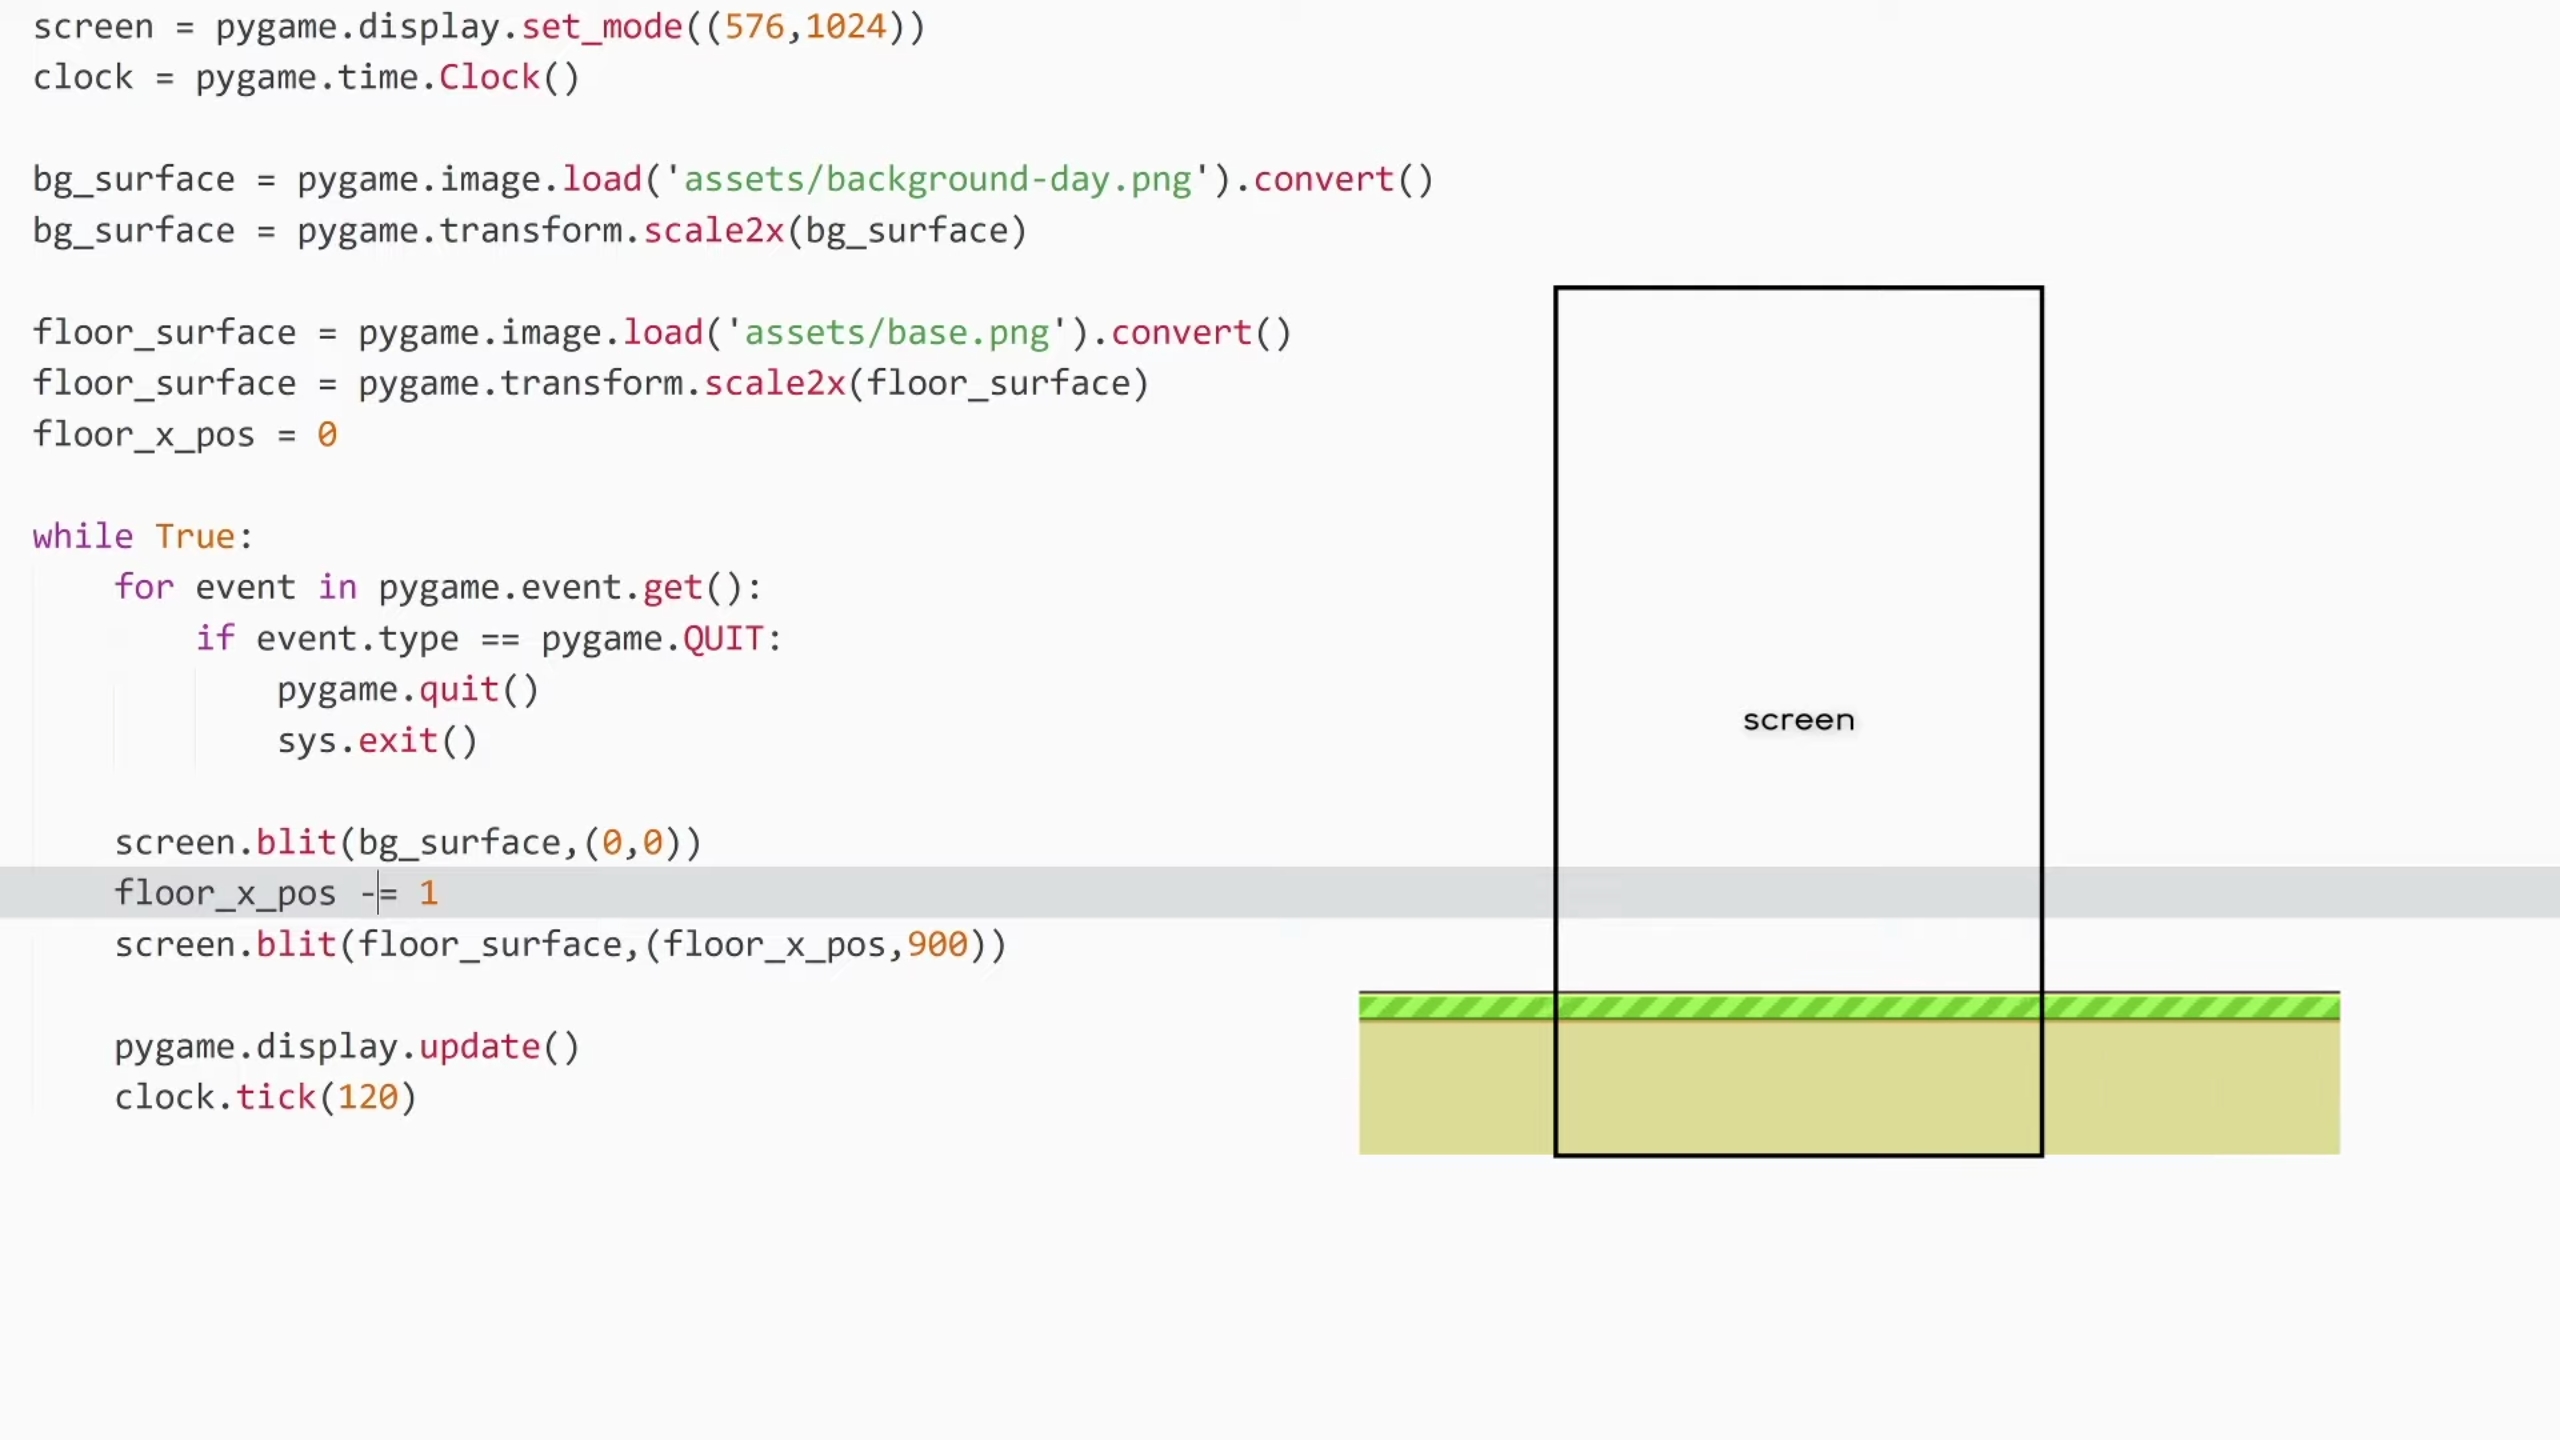 screen = pygame.display.set_mode((576,1024))
clock = pygame.time.Clock()

bg_surface = pygame.image.load('assets/background-day.png').convert()
bg_surface = pygame.transform.scale2x(bg_surface)

floor_surface = pygame.image.load('assets/base.png').convert()
floor_surface = pygame.transform.scale2x(floor_surface)
floor_x_pos = 0

while True:
    for event in pygame.event.get():
        if event.type == pygame.QUIT:
            pygame.quit()
            sys.exit()

    screen.blit(bg_surface,(0,0))
    floor_x_pos -= 1
    screen.blit(floor_surface,(floor_x_pos,900))

    pygame.display.update()
    clock.tick(120)
screen